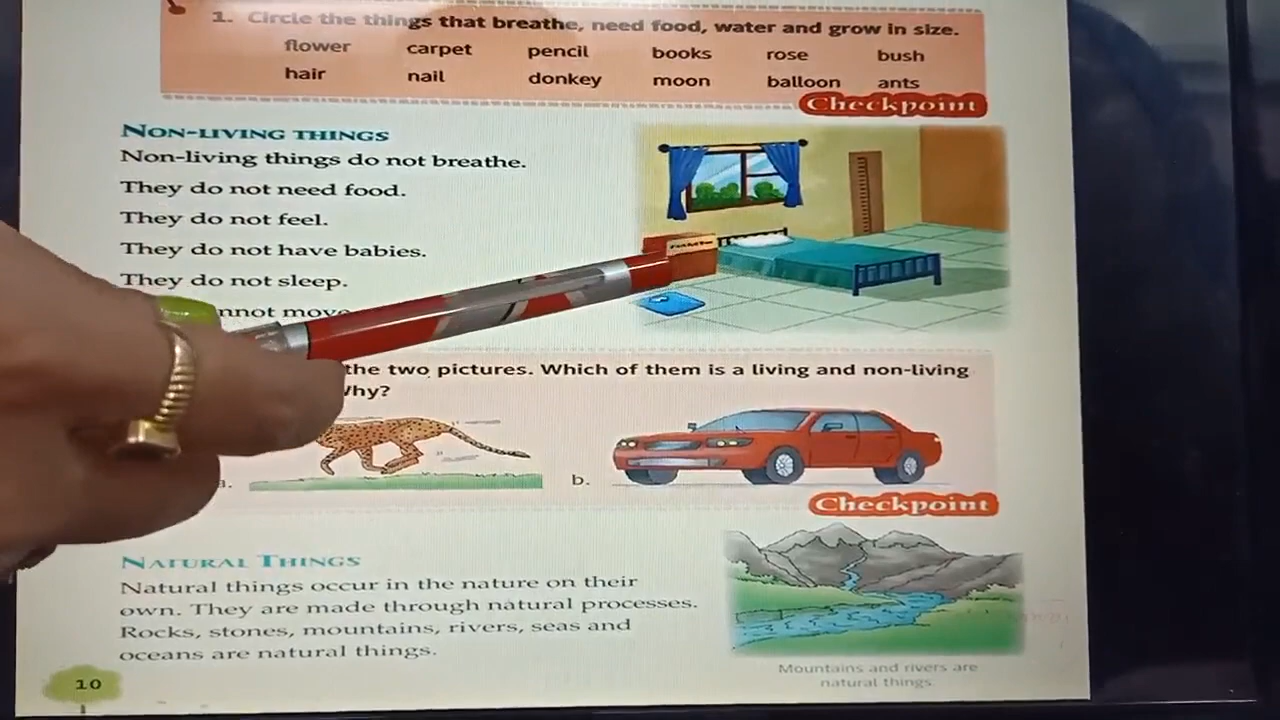 1. Circle the things that breathe, need food, water and grow in size.
flower carpet pencil books rose bush
hair nail donkey moon balloon ants
Checkpoint
NON-LIVING THINGS
Non-living things do not breathe.
They do not need food.
They do not feel.
They do not have babies.
They do not sleep.
move
the two pictures. Which of them is a living and non-living
Why?
b.
Checkpoint
NATURAL THINGS
Natural things occur in the nature on their
own. They are made through natural processes.
Rocks, stones, mountains, rivers, seas and
oceans are natural things.
Mountains and rivers are
natural things.
10